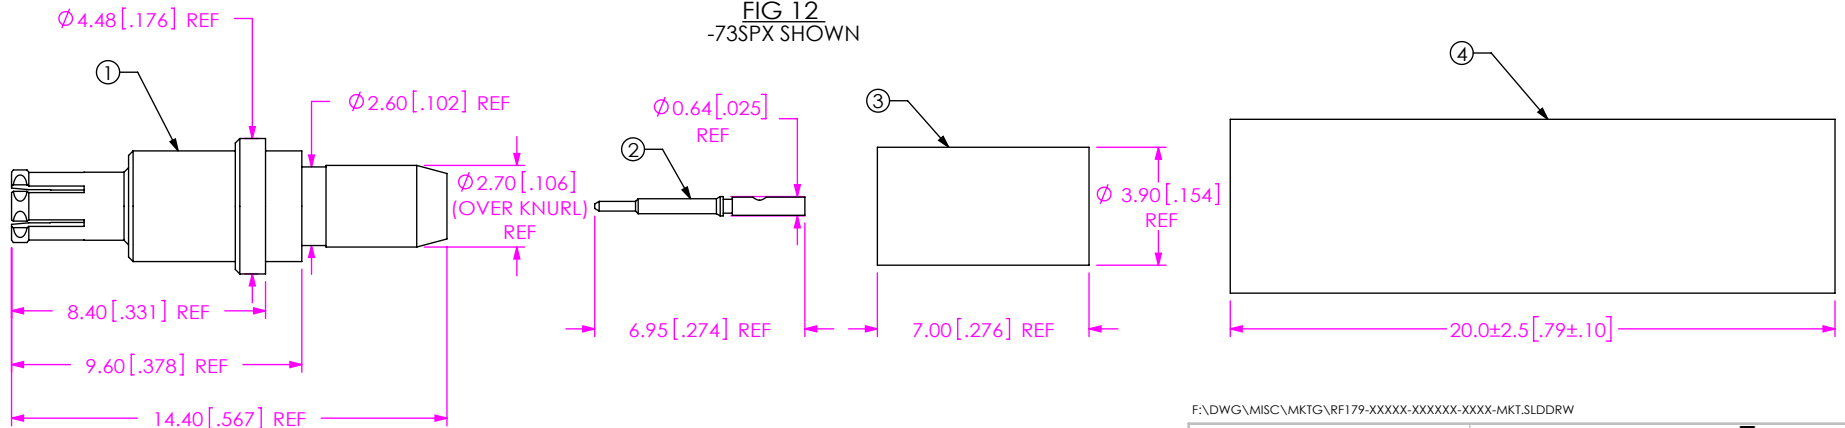 FIG 12
-73SPX SHOWN
Ø4.48[.176] REF
1
Ø2.60[.102] REF
Ø2.70[.106]
(OVER KNURL)
REF
8.40[.331] REF
9.60[.378] REF
14.40[.567] REF
2
Ø0.64[.025]
REF
6.95[.274] REF
3
Ø 3.90[.154]
REF
7.00[.276] REF
4
20.0±2.5[.79±.10]
F:\DWG\MISC\MKTG\RF179-XXXXX-XXXXXX-XXXX-MKT.SLDDRW